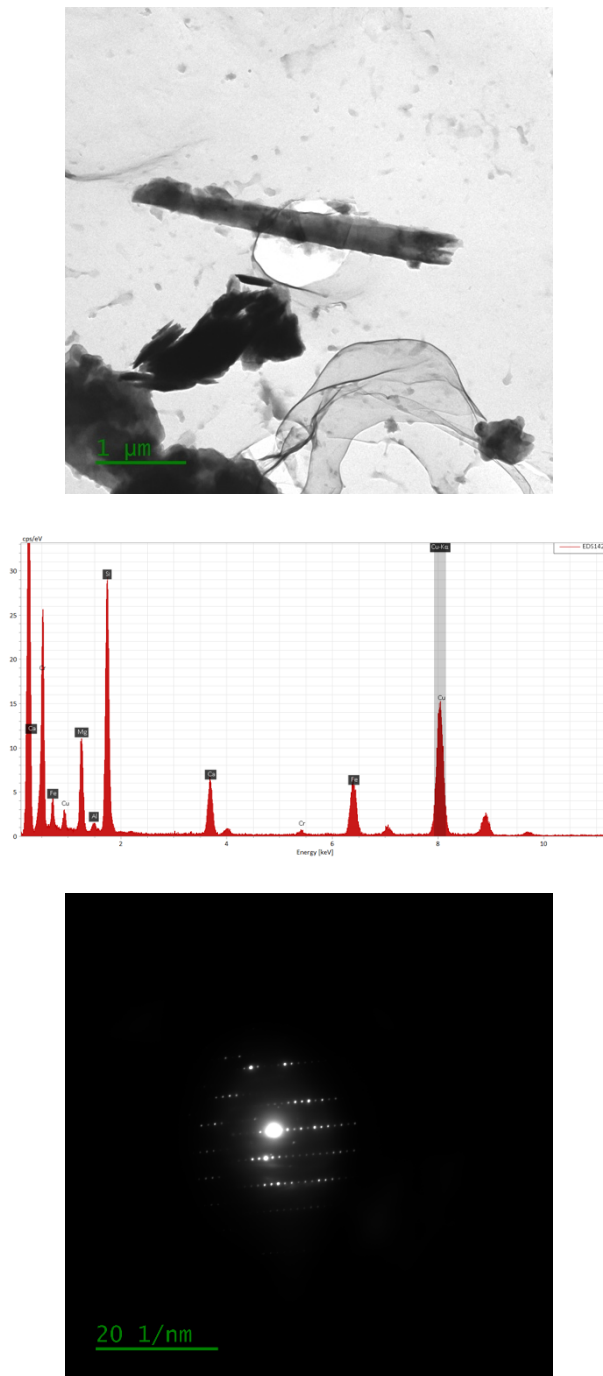 1 µm
cps/eV
Cu Kα
EDS142
30
Si
25
Cr
20
15
Cu
Ca
Mg
10
Ca
Fe
5
Fe
Cu
Al
Cr
0
2
4
6
8
10
Energy [keV]
20 1/nm